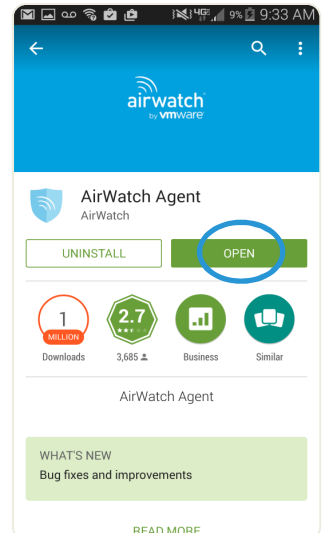 4G 9% 9:33 AM
airwatch
by vmware
AirWatch Agent
AirWatch
UNINSTALL OPEN
1
MILLION
2.7
Downloads 3,685 Business Similar
AirWatch Agent
WHAT'S NEW
Bug fixes and improvements
READ MORE